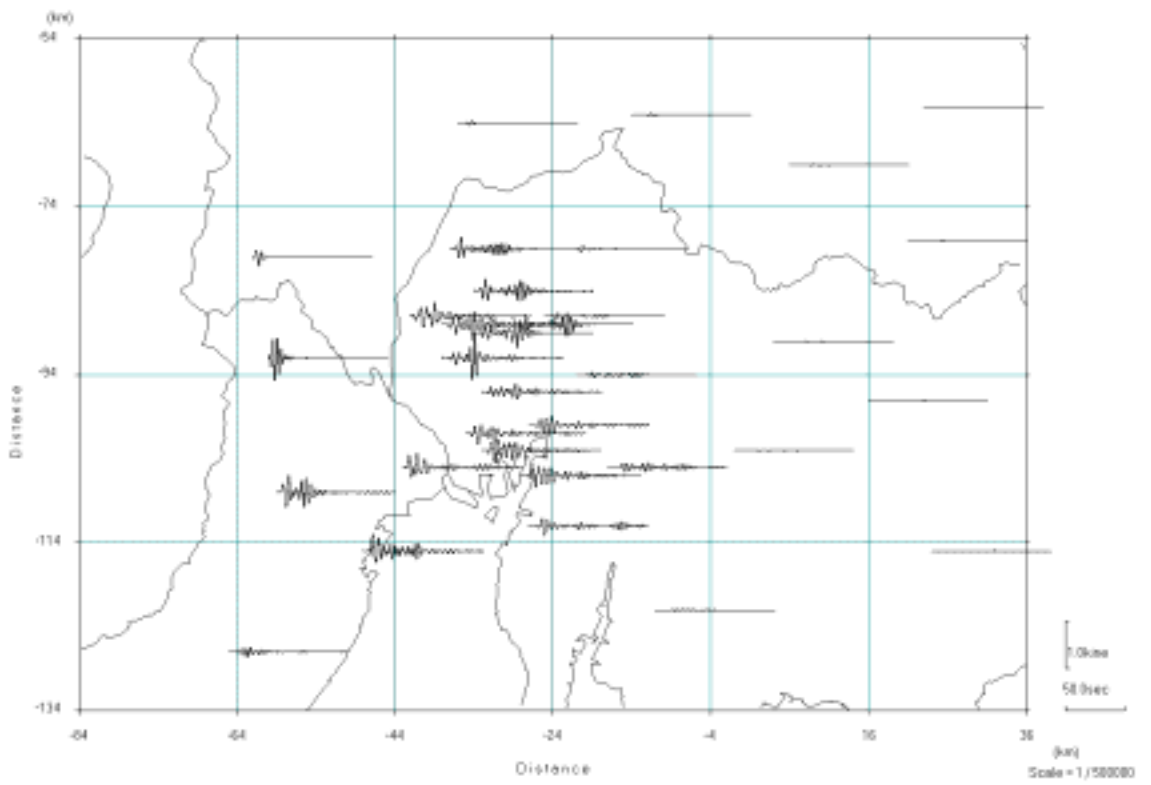 (km)
-54
-74
-94
-114
-134
Distance
-84 -64 -44 -24 -4 16 36
(km)
Distance
1.0kine
50.0sec
Scale = 1 / 500000